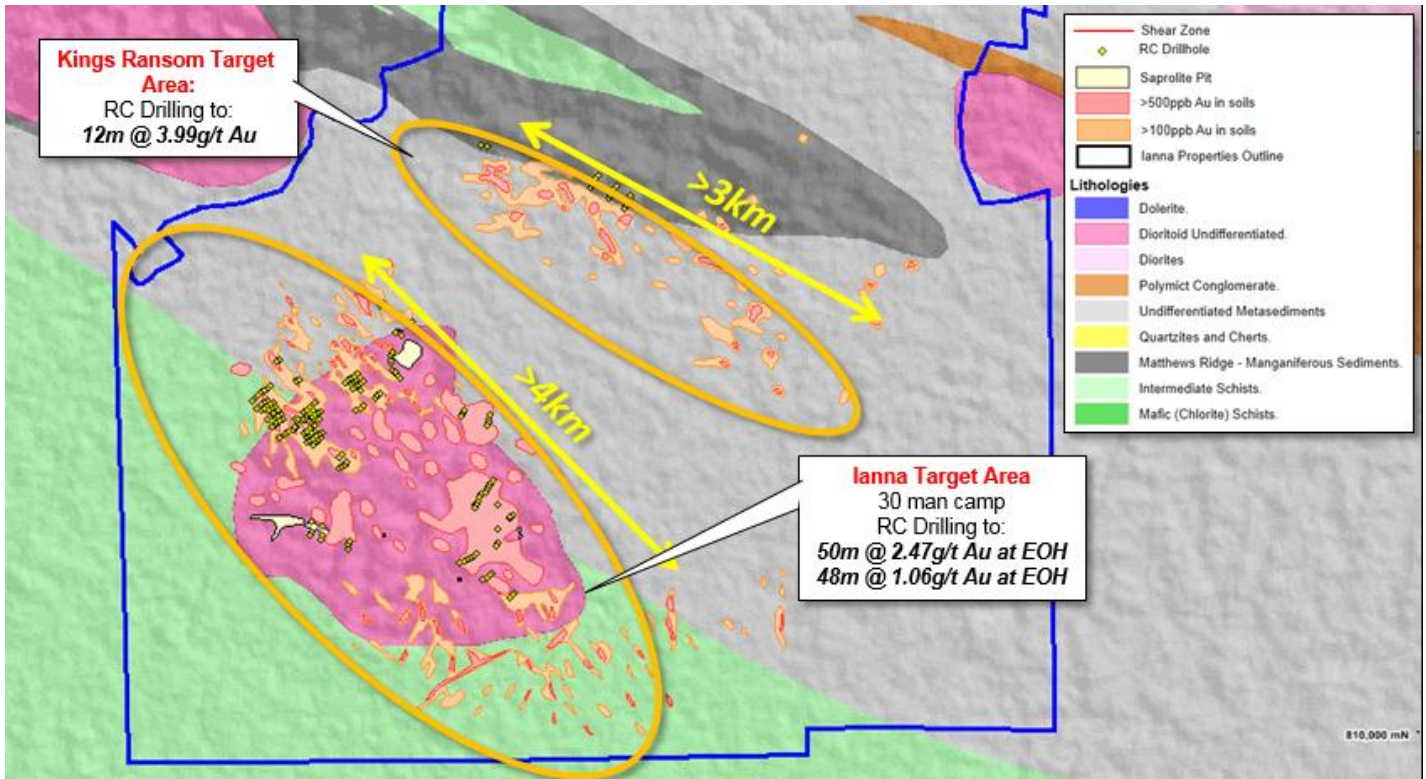 Kings Ransom Target
Area:
RC Drilling to:
12m @ 3.99g/t Au
>3km
>4km
Ianna Target Area
30 man camp
RC Drilling to:
50m @ 2.47g/t Au at EOH
48m @ 1.06g/t Au at EOH
Shear Zone
RC Drillhole
Saprolite Pit
>500ppb Au in soils
>100ppb Au in soils
Ianna Properties Outline
Lithologies
Dolerite.
Dioritoid Undifferentiated.
Diorites
Polymict Conglomerate.
Undifferentiated Metasediments
Quartzites and Cherts.
Matthews Ridge - Manganiferous Sediments.
Intermediate Schists.
Mafic (Chlorite) Schists.
810,000 mN